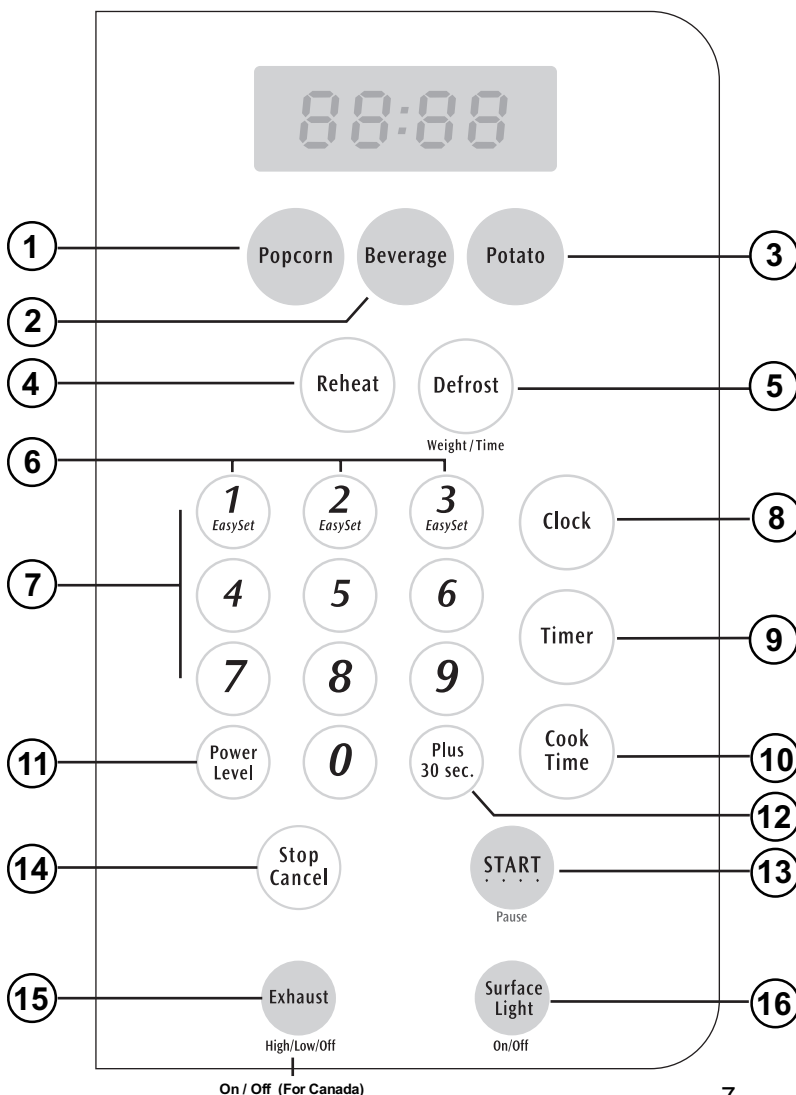 88:88
1
Popcorn
Beverage
Potato
3
2
4
Reheat
Defrost
5
Weight / Time
6
1
EasySet
2
EasySet
3
EasySet
Clock
8
7
4
5
6
Timer
9
7
8
9
11
Power
Level
0
Plus
30 sec.
Cook
Time
10
12
14
Stop
Cancel
START
. . . .
Pause
13
15
Exhaust
High/Low/Off
Surface
Light
On/Off
16
On / Off (For Canada)
7